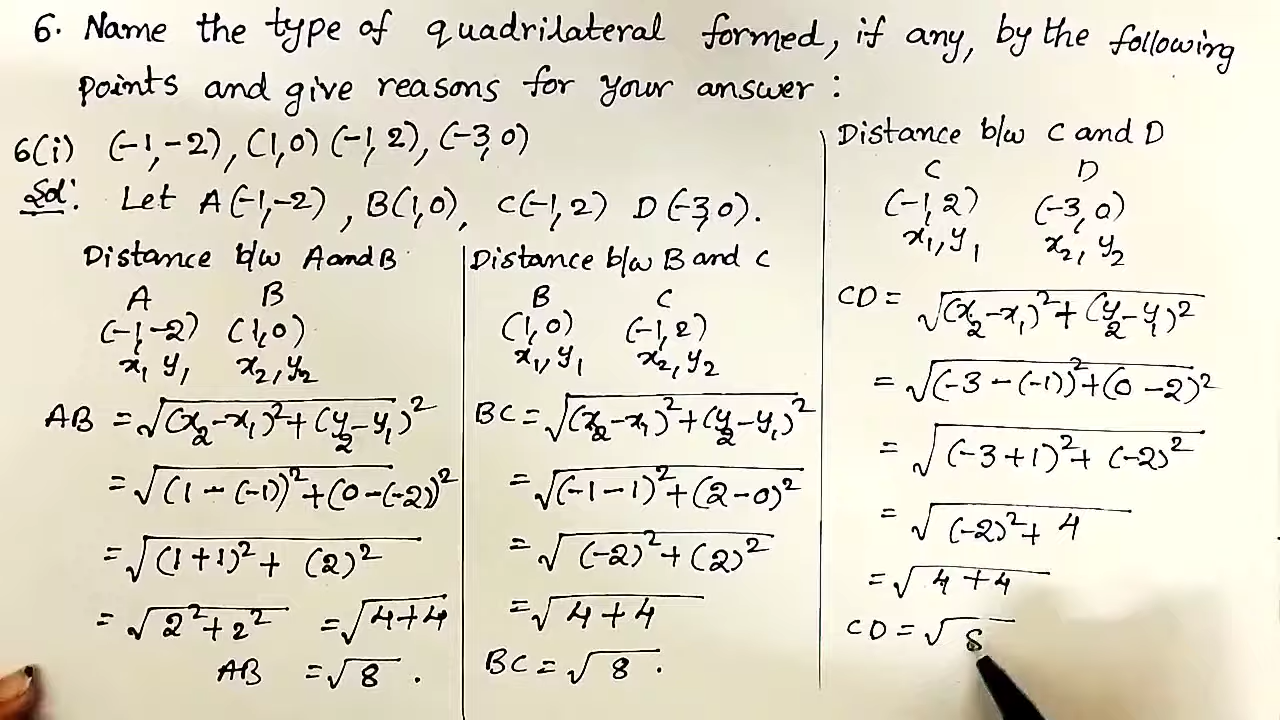 6. Name the type of quadrilateral formed, if any, by the following
points and give reasons for your answer :
6(i) (-1,-2), (1,0) (-1,2), (-3,0)
Sol: Let A(-1,-2), B(1,0), C(-1,2) D(-3,0).
Distance b/w A and B
A B
(-1,-2) (1,0)
x₁ y₁ x₂, y₂
AB = √(x₂-x₁)²+(y₂-y₁)²
= √(1-(-1))²+(0-(-2))²
= √(1+1)²+ (2)²
= √2²+2² = √4+4
AB = √8 .
Distance b/w B and C
B C
(1,0) (-1,2)
x₁, y₁ x₂, y₂
BC = √(x₂-x₁)²+(y₂-y₁)²
= √(-1-1)²+(2-0)²
= √(-2)²+(2)²
= √4+4
BC = √8 .
Distance b/w C and D
C D
(-1,2) (-3,0)
x₁, y₁ x₂, y₂
CD = √(x₂-x₁)²+(y₂-y₁)²
= √(-3-(-1))²+(0-2)²
= √(-3+1)²+ (-2)²
= √(-2)²+ 4
= √4+4
CD = √8